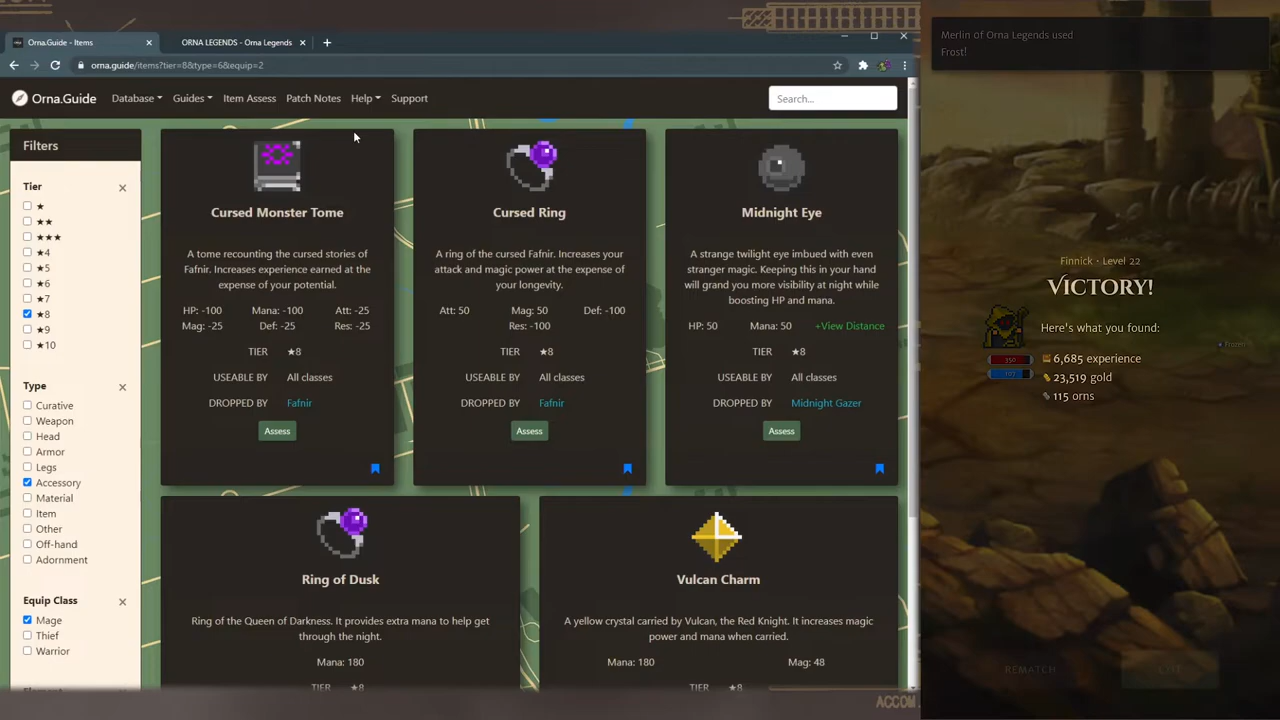 Orna.Guide - Items
ORNA LEGENDS - Orna Legends
orna.guide/items?tier=8&type=6&equip=2
Orna.Guide
Database
Guides
Item Assess
Patch Notes
Help
Support
Search...
Filters
Tier
★
★★
★★★
★4
★5
★6
★7
★8
★9
★10
Type
Curative
Weapon
Head
Armor
Legs
Accessory
Material
Item
Other
Off-hand
Adornment
Equip Class
Mage
Thief
Warrior
Cursed Monster Tome
A tome recounting the cursed stories of
Fafnir. Increases experience earned at the
expense of your potential.
HP: -100 Mana: -100 Att: -25
Mag: -25 Def: -25 Res: -25
TIER ★8
USEABLE BY All classes
DROPPED BY Fafnir
Assess
Cursed Ring
A ring of the cursed Fafnir. Increases your
attack and magic power at the expense of
your longevity.
Att: 50 Mag: 50 Def: -100
Res: -100
TIER ★8
USEABLE BY All classes
DROPPED BY Fafnir
Assess
Midnight Eye
A strange twilight eye imbued with even
stranger magic. Keeping this in your hand
will grand you more visibility at night while
boosting HP and mana.
HP: 50 Mana: 50 +View Distance
TIER ★8
USEABLE BY All classes
DROPPED BY Midnight Gazer
Assess
Ring of Dusk
Ring of the Queen of Darkness. It provides extra mana to help get
through the night.
Mana: 180
TIER ★8
Vulcan Charm
A yellow crystal carried by Vulcan, the Red Knight. It increases magic
power and mana when carried.
Mana: 180 Mag: 48
TIER ★8
Merlin of Orna Legends used
Frost!
Finnick · Level 22
VICTORY!
Here's what you found:
350
6,685 experience
23,519 gold
115 orns
Frozen
REMATCH
ACCOM